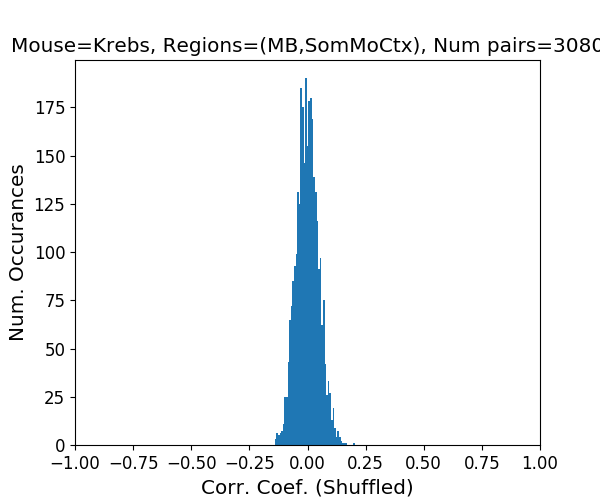 Mouse=Krebs, Regions=(MB,SomMoCtx), Num pairs=3080
175
150
125
100
75
50
25
0
Num. Occurances
−1.00 −0.75 −0.50 −0.25 0.00 0.25 0.50 0.75 1.00
Corr. Coef. (Shuffled)